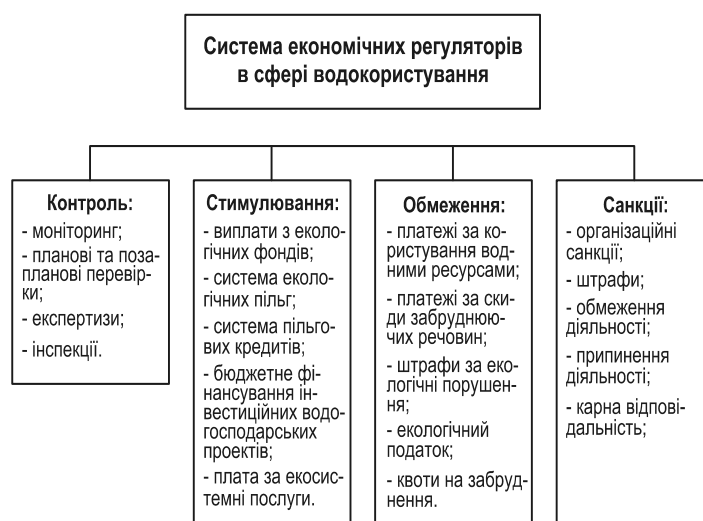 Система економічних регуляторів
в сфері водокористування
Контроль:
- моніторинг;
- планові та поза-
планові перевір-
ки;
- експертизи;
- інспекції.
Стимулювання:
- виплати з еколо-
гічних фондів;
- система еколо-
гічних пільг;
- система пільго-
вих кредитів;
- бюджетне фі-
нансування ін-
вестиційних водо-
господарських
проектів;
- плата за екосис-
темні послуги.
Обмеження:
- платежі за ко-
ристування вод-
ними ресурсами;
- платежі за ски-
ди забруднюю-
чих речовин;
- штрафи за еко-
логічні порушен-
ня;
- екологічний
податок;
- квоти на забруд-
нення.
Санкції:
- організаційні
санкції;
- штрафи;
- обмеження
діяльності;
- припинення
діяльності;
- карна відпові-
дальність;